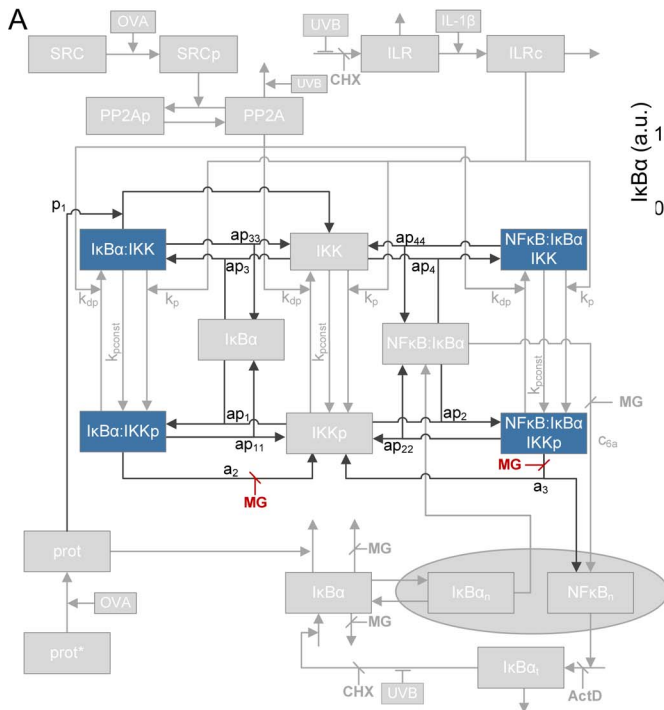 A
OVA
SRC
SRCp
PP2Ap
PP2A
UVB
UVB
CHX
ILR
IL-1β
ILRc
IκBα (a.u.)
1
0
p1
IκBα:IKK
ap33
ap3
IKK
ap44
ap4
NFκB:IκBα
IKK
kdp
kp
kdp
kp
kdp
kp
kpconst
kpconst
kpconst
IκBα
NFκB:IκBα
MG
c6a
IκBα:IKKp
ap1
ap11
IKKp
ap2
ap22
NFκB:IκBα
IKKp
a2
MG
MG
a3
prot
OVA
prot*
MG
IκBα
MG
IκBαn
NFκBn
CHX
UVB
IκBαt
ActD